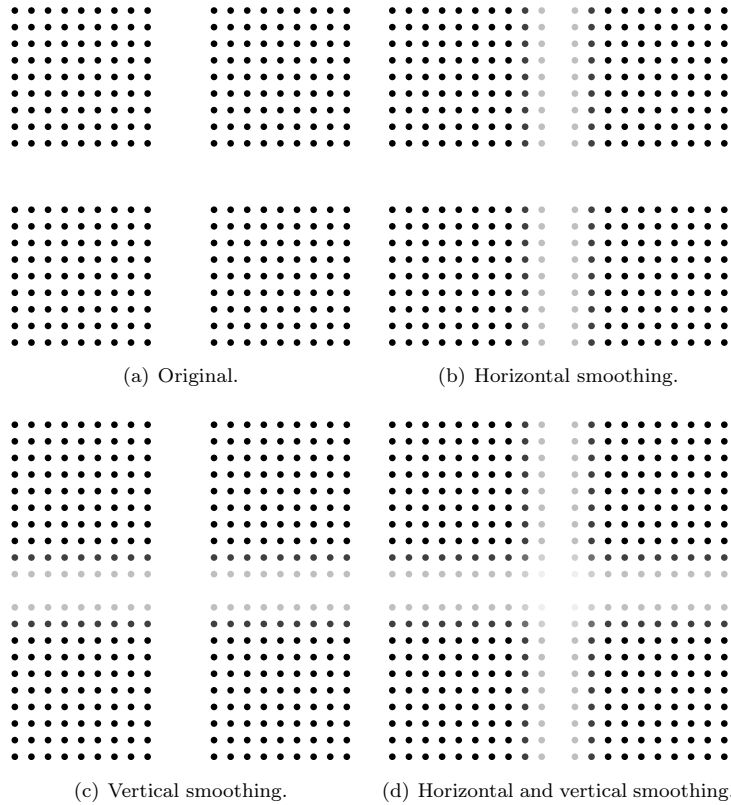 (a) Original.
(b) Horizontal smoothing.
(c) Vertical smoothing.
(d) Horizontal and vertical smoothing.